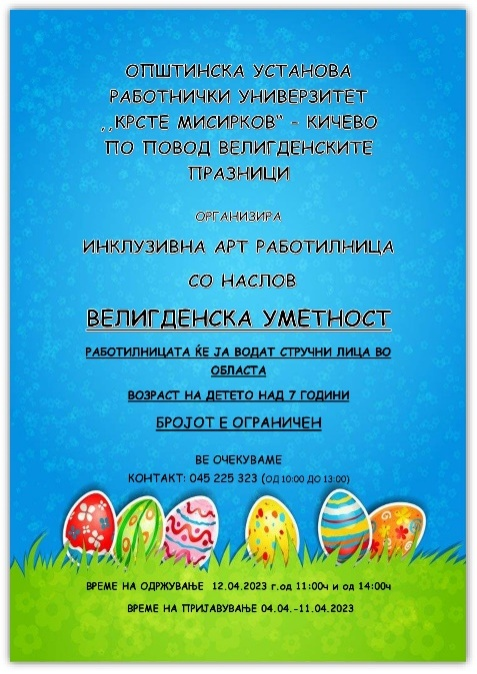 ОПШТИНСКА УСТАНОВА
РАБОТНИЧКИ УНИВЕРЗИТЕТ
,,КРСТЕ МИСИРКОВ" - КИЧЕВО
ПО ПОВОД ВЕЛИГДЕНСКИТЕ
ПРАЗНИЦИ
ОРГАНИЗИРА
ИНКЛУЗИВНА АРТ РАБОТИЛНИЦА
СО НАСЛОВ
ВЕЛИГДЕНСКА УМЕТНОСТ
РАБОТИЛНИЦАТА ЌЕ ЈА ВОДАТ СТРУЧНИ ЛИЦА ВО
ОБЛАСТА
ВОЗРАСТ НА ДЕТЕТО НАД 7 ГОДИНИ
БРОЈОТ Е ОГРАНИЧЕН
ВЕ ОЧЕКУВАМЕ
КОНТАКТ: 045 225 323 (ОД 10:00 ДО 13:00)
ВРЕМЕ НА ОДРЖУВАЊЕ 12.04.2023 г.од 11:00ч и од 14:00ч
ВРЕМЕ НА ПРИЈАВУВАЊЕ 04.04.-11.04.2023